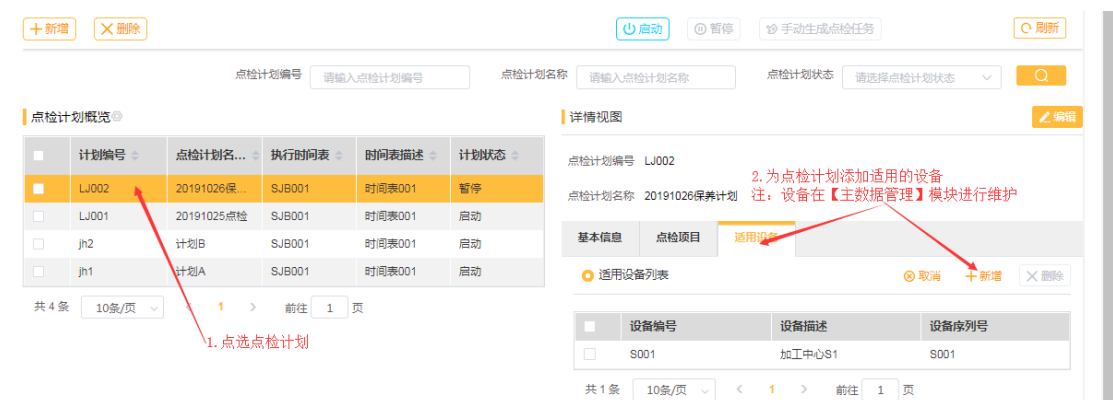 新增 删除 启动 暂停 手动生成点检任务 刷新
点检计划编号 请输入点检计划编号 点检计划名称 请输入点检计划名称 点检计划状态 请选择点检计划状态
点检计划概览
计划编号 点检计划名... 执行时间表 时间表描述 计划状态
LJ002 20191026保... SJB001 时间表001 暂停
LJ001 20191025点检 SJB001 时间表001 启动
jh2 计划B SJB001 时间表001 启动
jh1 计划A SJB001 时间表001 启动
共 4 条 10条/页 < 1 > 前往 1 页
1.点选点检计划
详情视图 编辑
点检计划编号 LJ002
点检计划名称 20191026保养计划
2.为点检计划添加适用的设备
注：设备在【主数据管理】模块进行维护
基本信息 点检项目 适用设备
适用设备列表 取消 新增 删除
设备编号 设备描述 设备序列号
S001 加工中心S1 S001
共 1 条 10条/页 < 1 > 前往 1 页